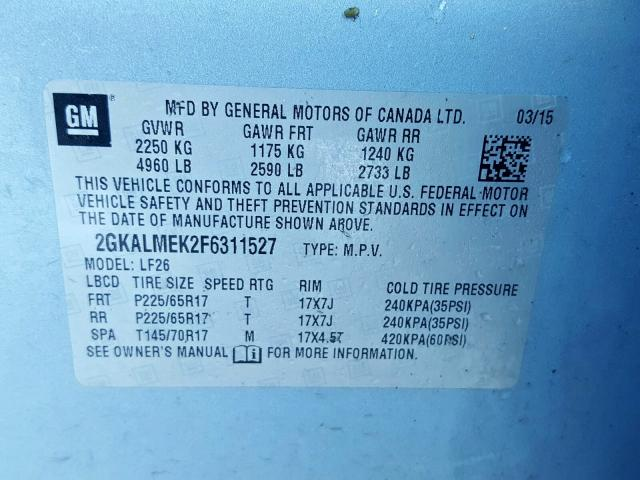 GM ® MFD BY GENERAL MOTORS OF CANADA LTD. 03/15
GVWR GAWR FRT GAWR RR
2250 KG 1175 KG 1240 KG
4960 LB 2590 LB 2733 LB
THIS VEHICLE CONFORMS TO ALL APPLICABLE U.S. FEDERAL MOTOR
VEHICLE SAFETY AND THEFT PREVENTION STANDARDS IN EFFECT ON
THE DATE OF MANUFACTURE SHOWN ABOVE.
2GKALMEK2F6311527 TYPE: M.P.V.
MODEL: LF26
LBCD TIRE SIZE SPEED RTG RIM COLD TIRE PRESSURE
FRT P225/65R17 T 17X7J 240KPA(35PSI)
RR P225/65R17 T 17X7J 240KPA(35PSI)
SPA T145/70R17 M 17X4.5T 420KPA(60PSI)
SEE OWNER'S MANUAL FOR MORE INFORMATION.